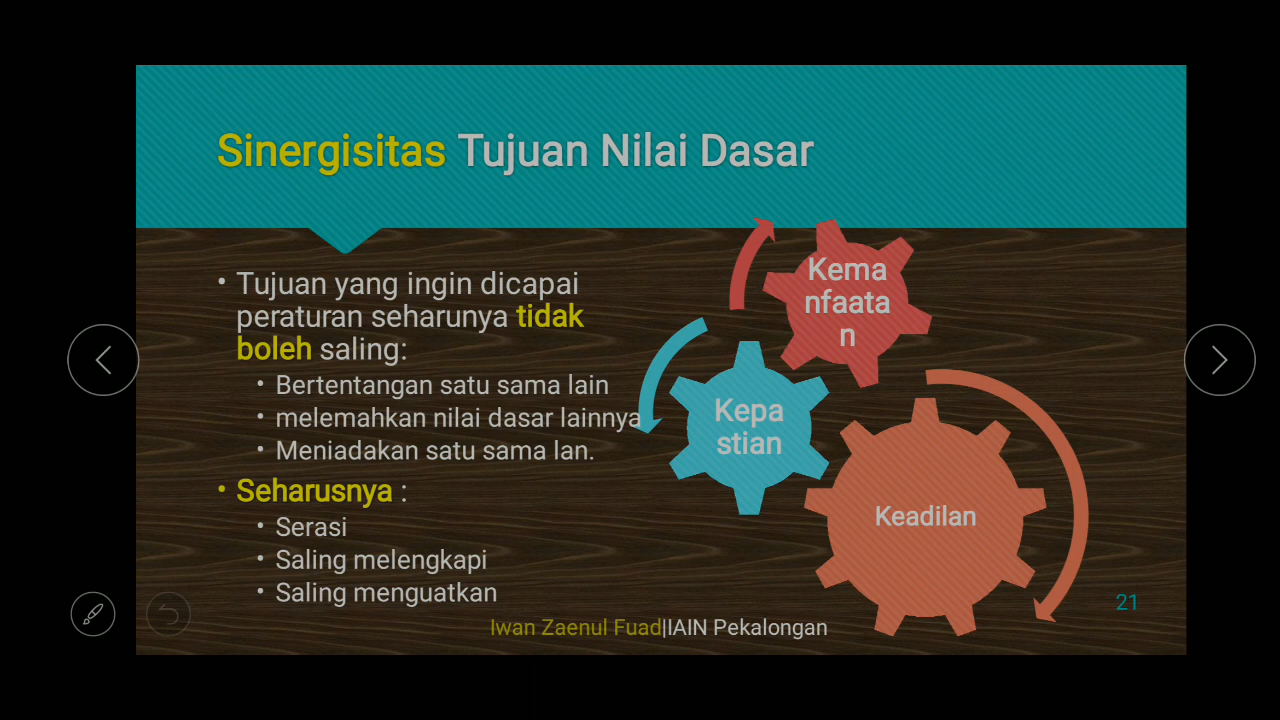 Sinergisitas Tujuan Nilai Dasar
• Tujuan yang ingin dicapai
peraturan seharunya tidak
boleh saling:
• Bertentangan satu sama lain
• melemahkan nilai dasar lainnya
• Meniadakan satu sama lan.
• Seharusnya :
• Serasi
• Saling melengkapi
• Saling menguatkan
Kema
nfaata
n
Kepa
stian
Keadilan
21
Iwan Zaenul Fuad|IAIN Pekalongan